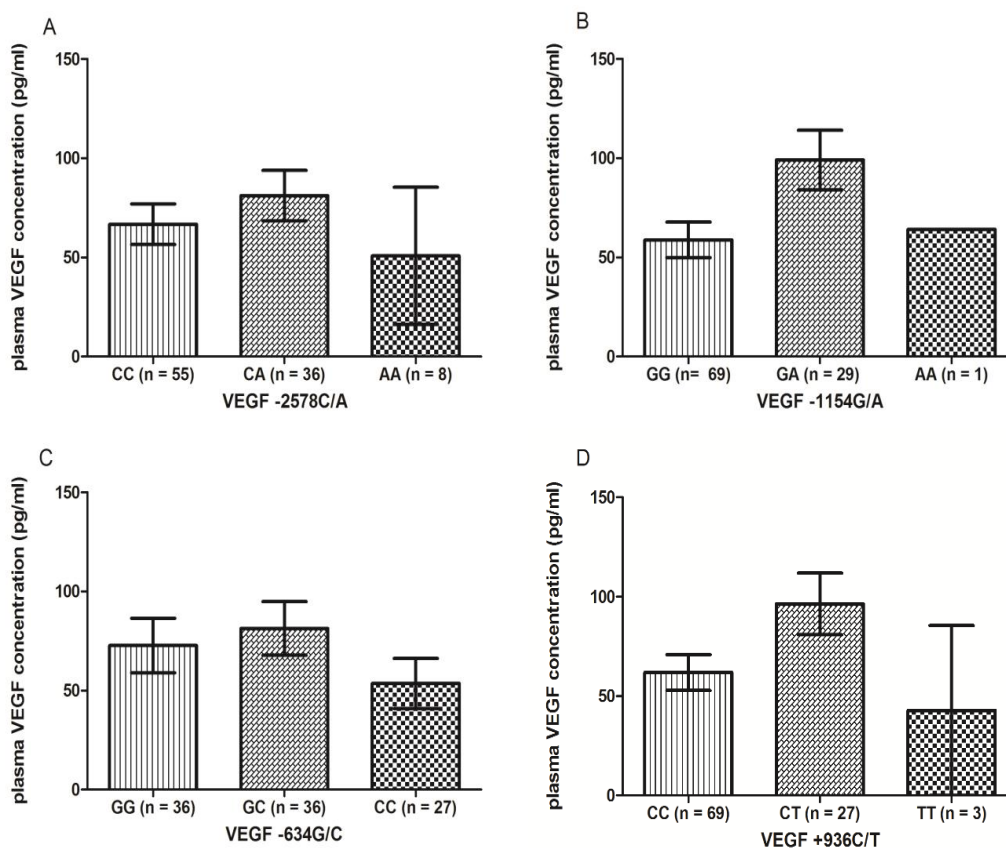 A
plasma VEGF concentration (pg/ml)
150
100
50
0
CC (n = 55) CA (n = 36) AA (n = 8)
VEGF -2578C/A
B
plasma VEGF concentration (pg/ml)
150
100
50
0
GG (n= 69) GA (n = 29) AA (n = 1)
VEGF -1154G/A
C
plasma VEGF concentration (pg/ml)
150
100
50
0
GG (n = 36) GC (n = 36) CC (n = 27)
VEGF -634G/C
D
plasma VEGF concentration (pg/ml)
150
100
50
0
CC (n = 69) CT (n = 27) TT (n = 3)
VEGF +936C/T